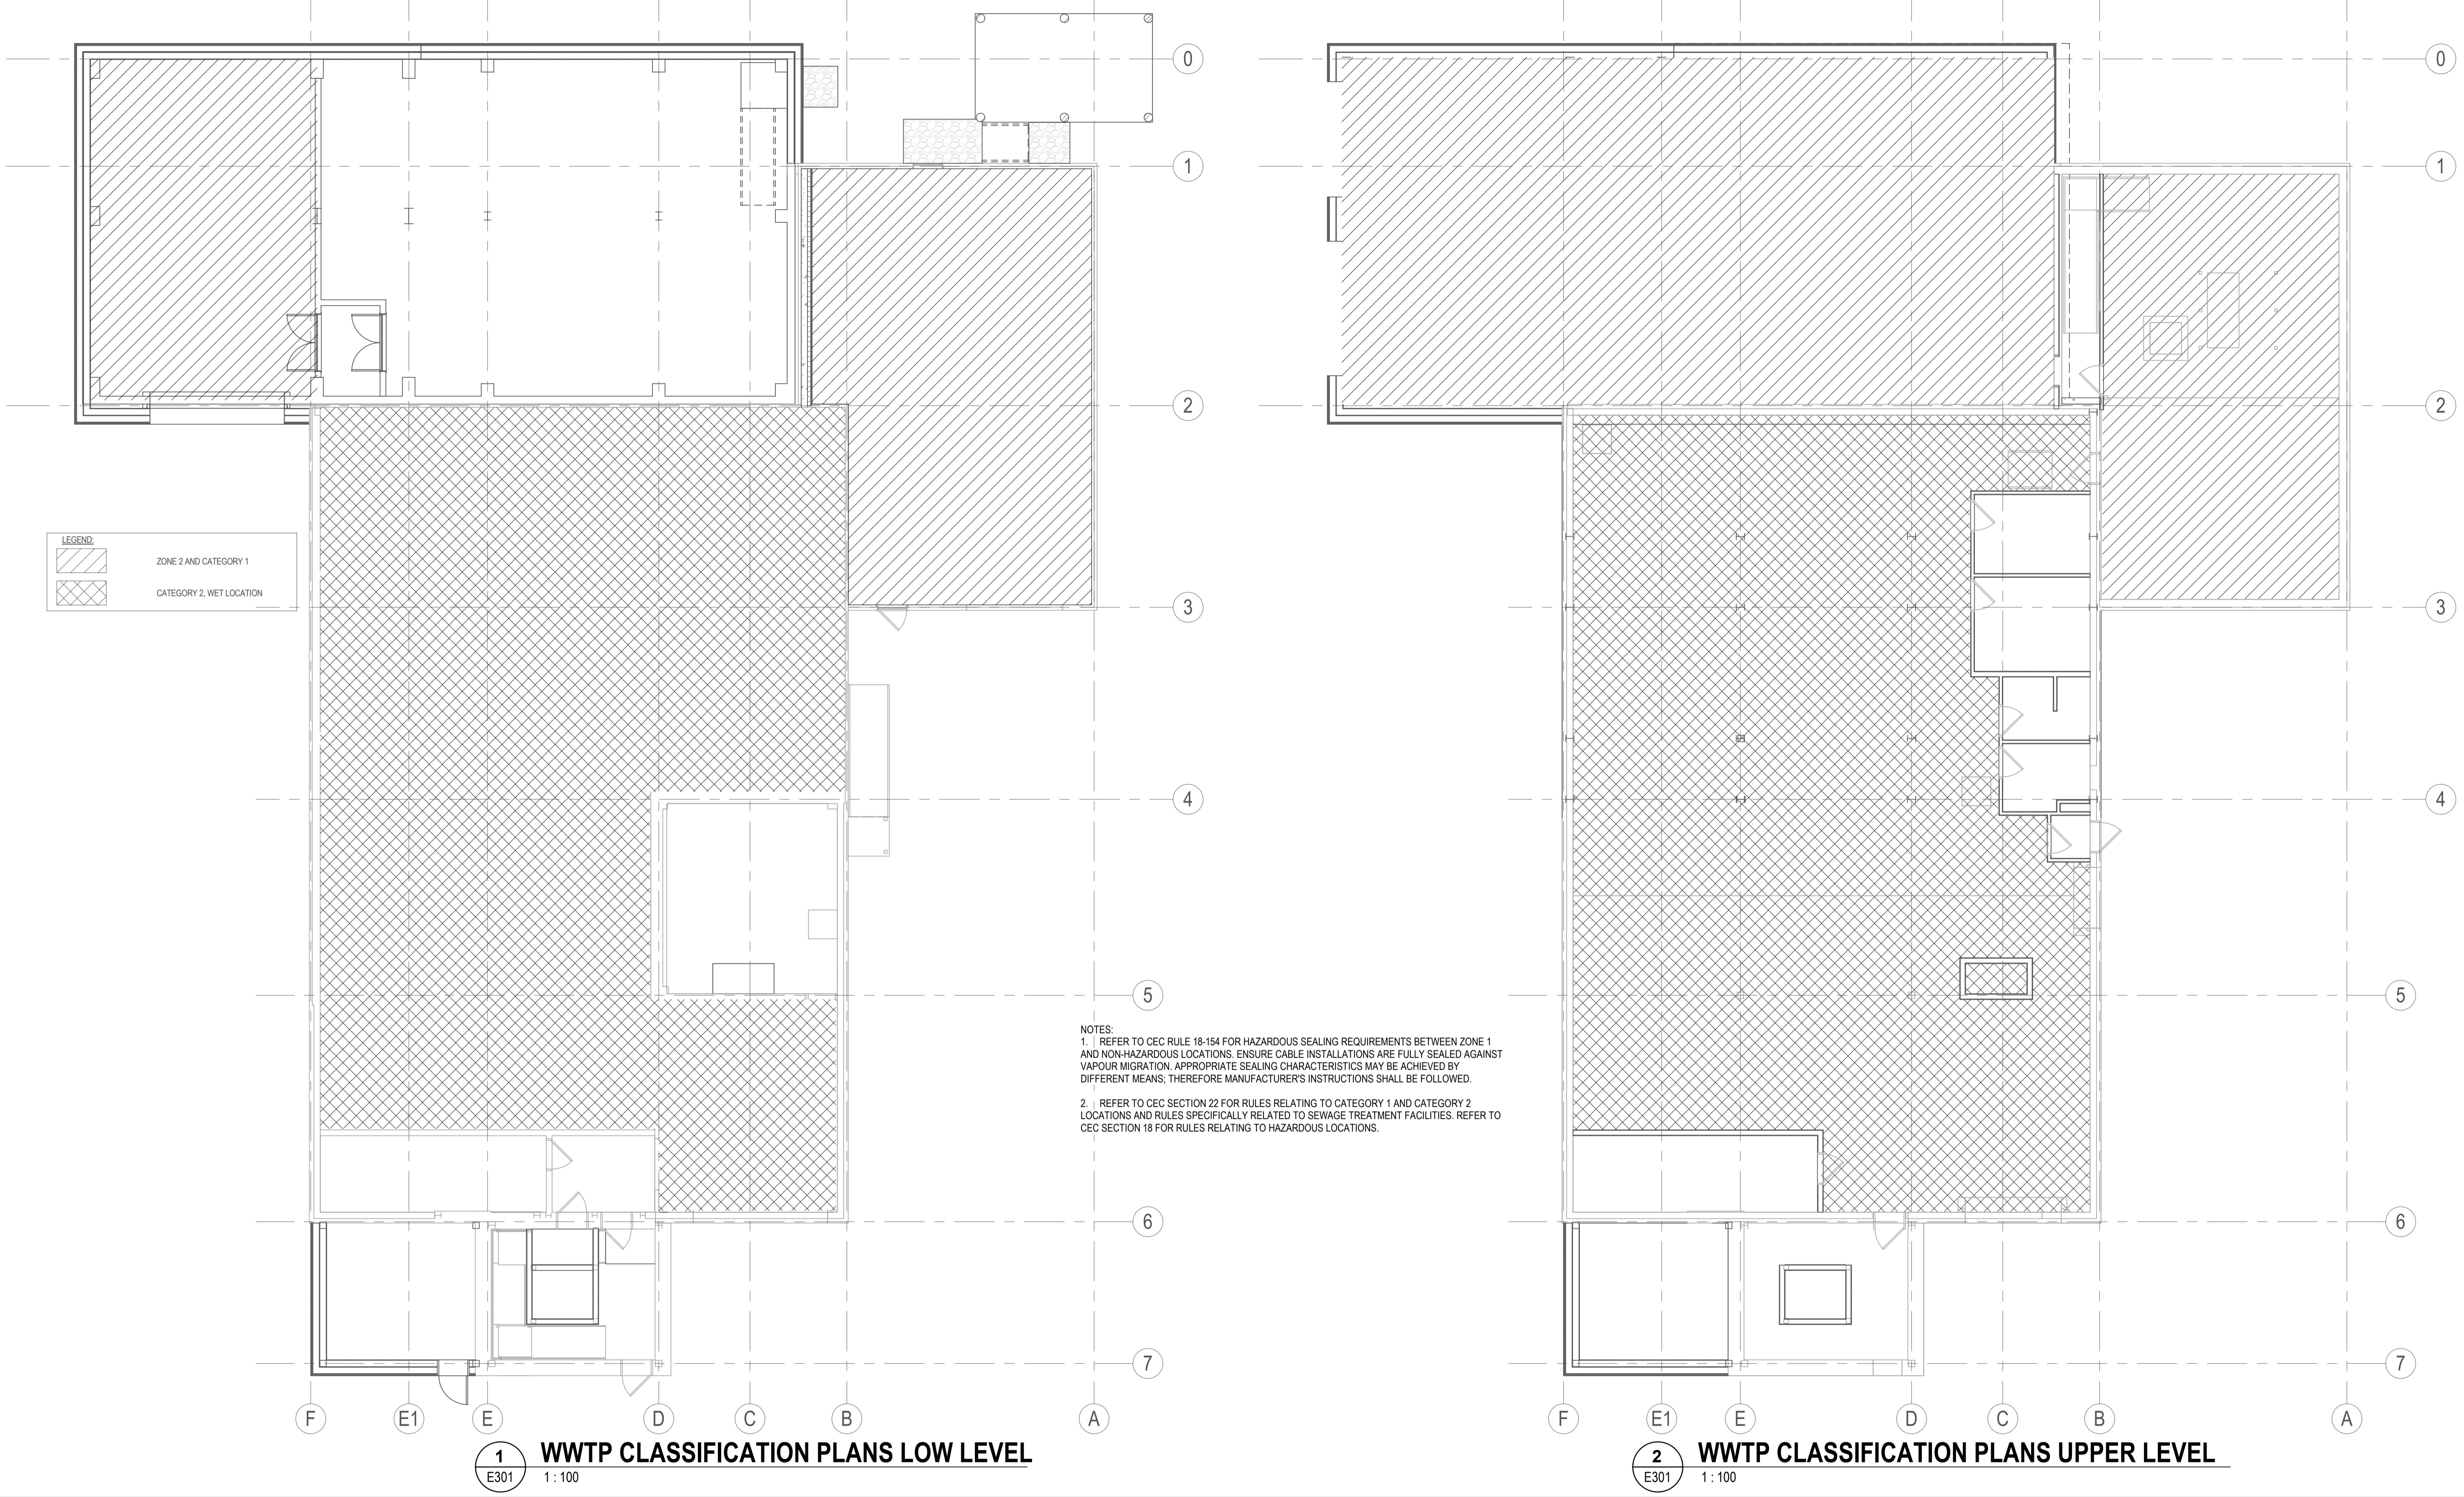 0
0
1
1
2
2
LEGEND:
ZONE 2 AND CATEGORY 1
CATEGORY 2, WET LOCATION
3
3
4
4
5
5
NOTES:
1. REFER TO CEC RULE 18-154 FOR HAZARDOUS SEALING REQUIREMENTS BETWEEN ZONE 1
AND NON-HAZARDOUS LOCATIONS. ENSURE CABLE INSTALLATIONS ARE FULLY SEALED AGAINST
VAPOUR MIGRATION. APPROPRIATE SEALING CHARACTERISTICS MAY BE ACHIEVED BY
DIFFERENT MEANS; THEREFORE MANUFACTURER'S INSTRUCTIONS SHALL BE FOLLOWED.
2. REFER TO CEC SECTION 22 FOR RULES RELATING TO CATEGORY 1 AND CATEGORY 2
LOCATIONS AND RULES SPECIFICALLY RELATED TO SEWAGE TREATMENT FACILITIES. REFER TO
CEC SECTION 18 FOR RULES RELATING TO HAZARDOUS LOCATIONS.
6
6
7
7
F E1 E D C B A
F E1 E D C B A
1
E301
WWTP CLASSIFICATION PLANS LOW LEVEL
1 : 100
2
E301
WWTP CLASSIFICATION PLANS UPPER LEVEL
1 : 100